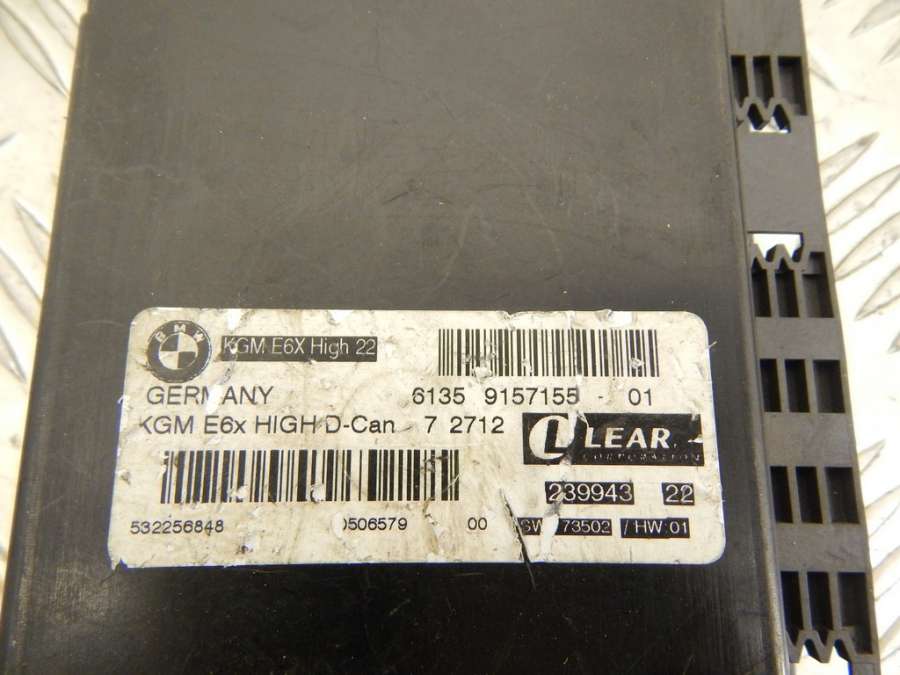 BMW KGM E6X High 22
GERMANY 6135 9157155 - 01
KGM E6x HIGH D-Can 7 2712
LEAR
CORPORATION
239943 22
532256848 0506579 00 SW 73502 / HW:01